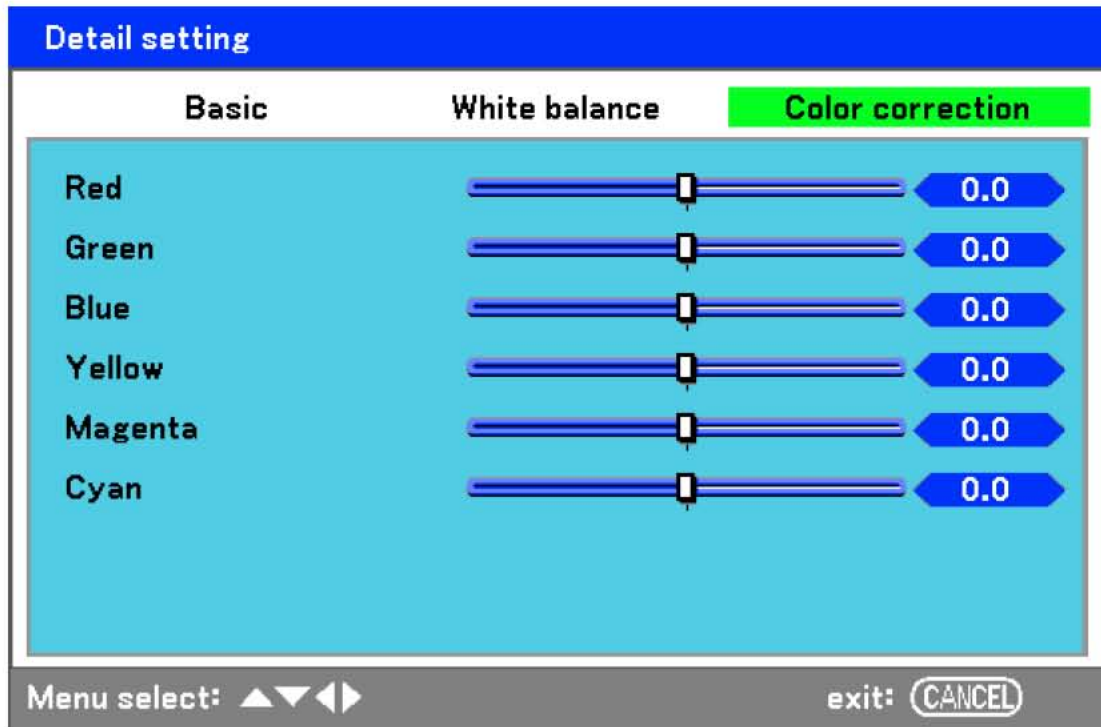 Detail setting
Basic White balance Color correction
Red 0.0
Green 0.0
Blue 0.0
Yellow 0.0
Magenta 0.0
Cyan 0.0
Menu select: ▲▼◀▶ exit: CANCEL